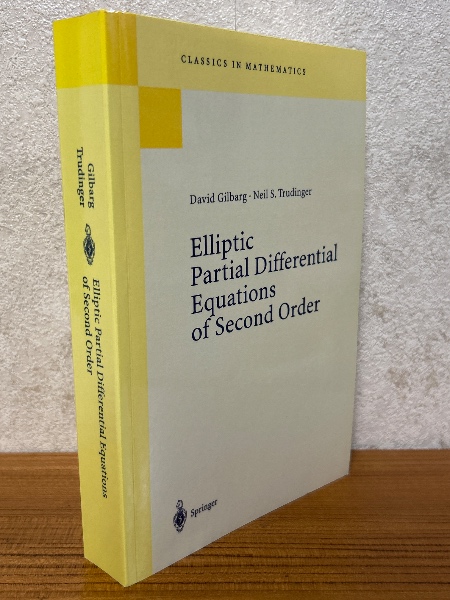 CLASSICS IN MATHEMATICS
David Gilbarg · Neil S. Trudinger
Elliptic
Partial Differential
Equations
of Second Order
Springer
Gilbarg
Trudinger
Elliptic Partial Differential Equations
of Second Order